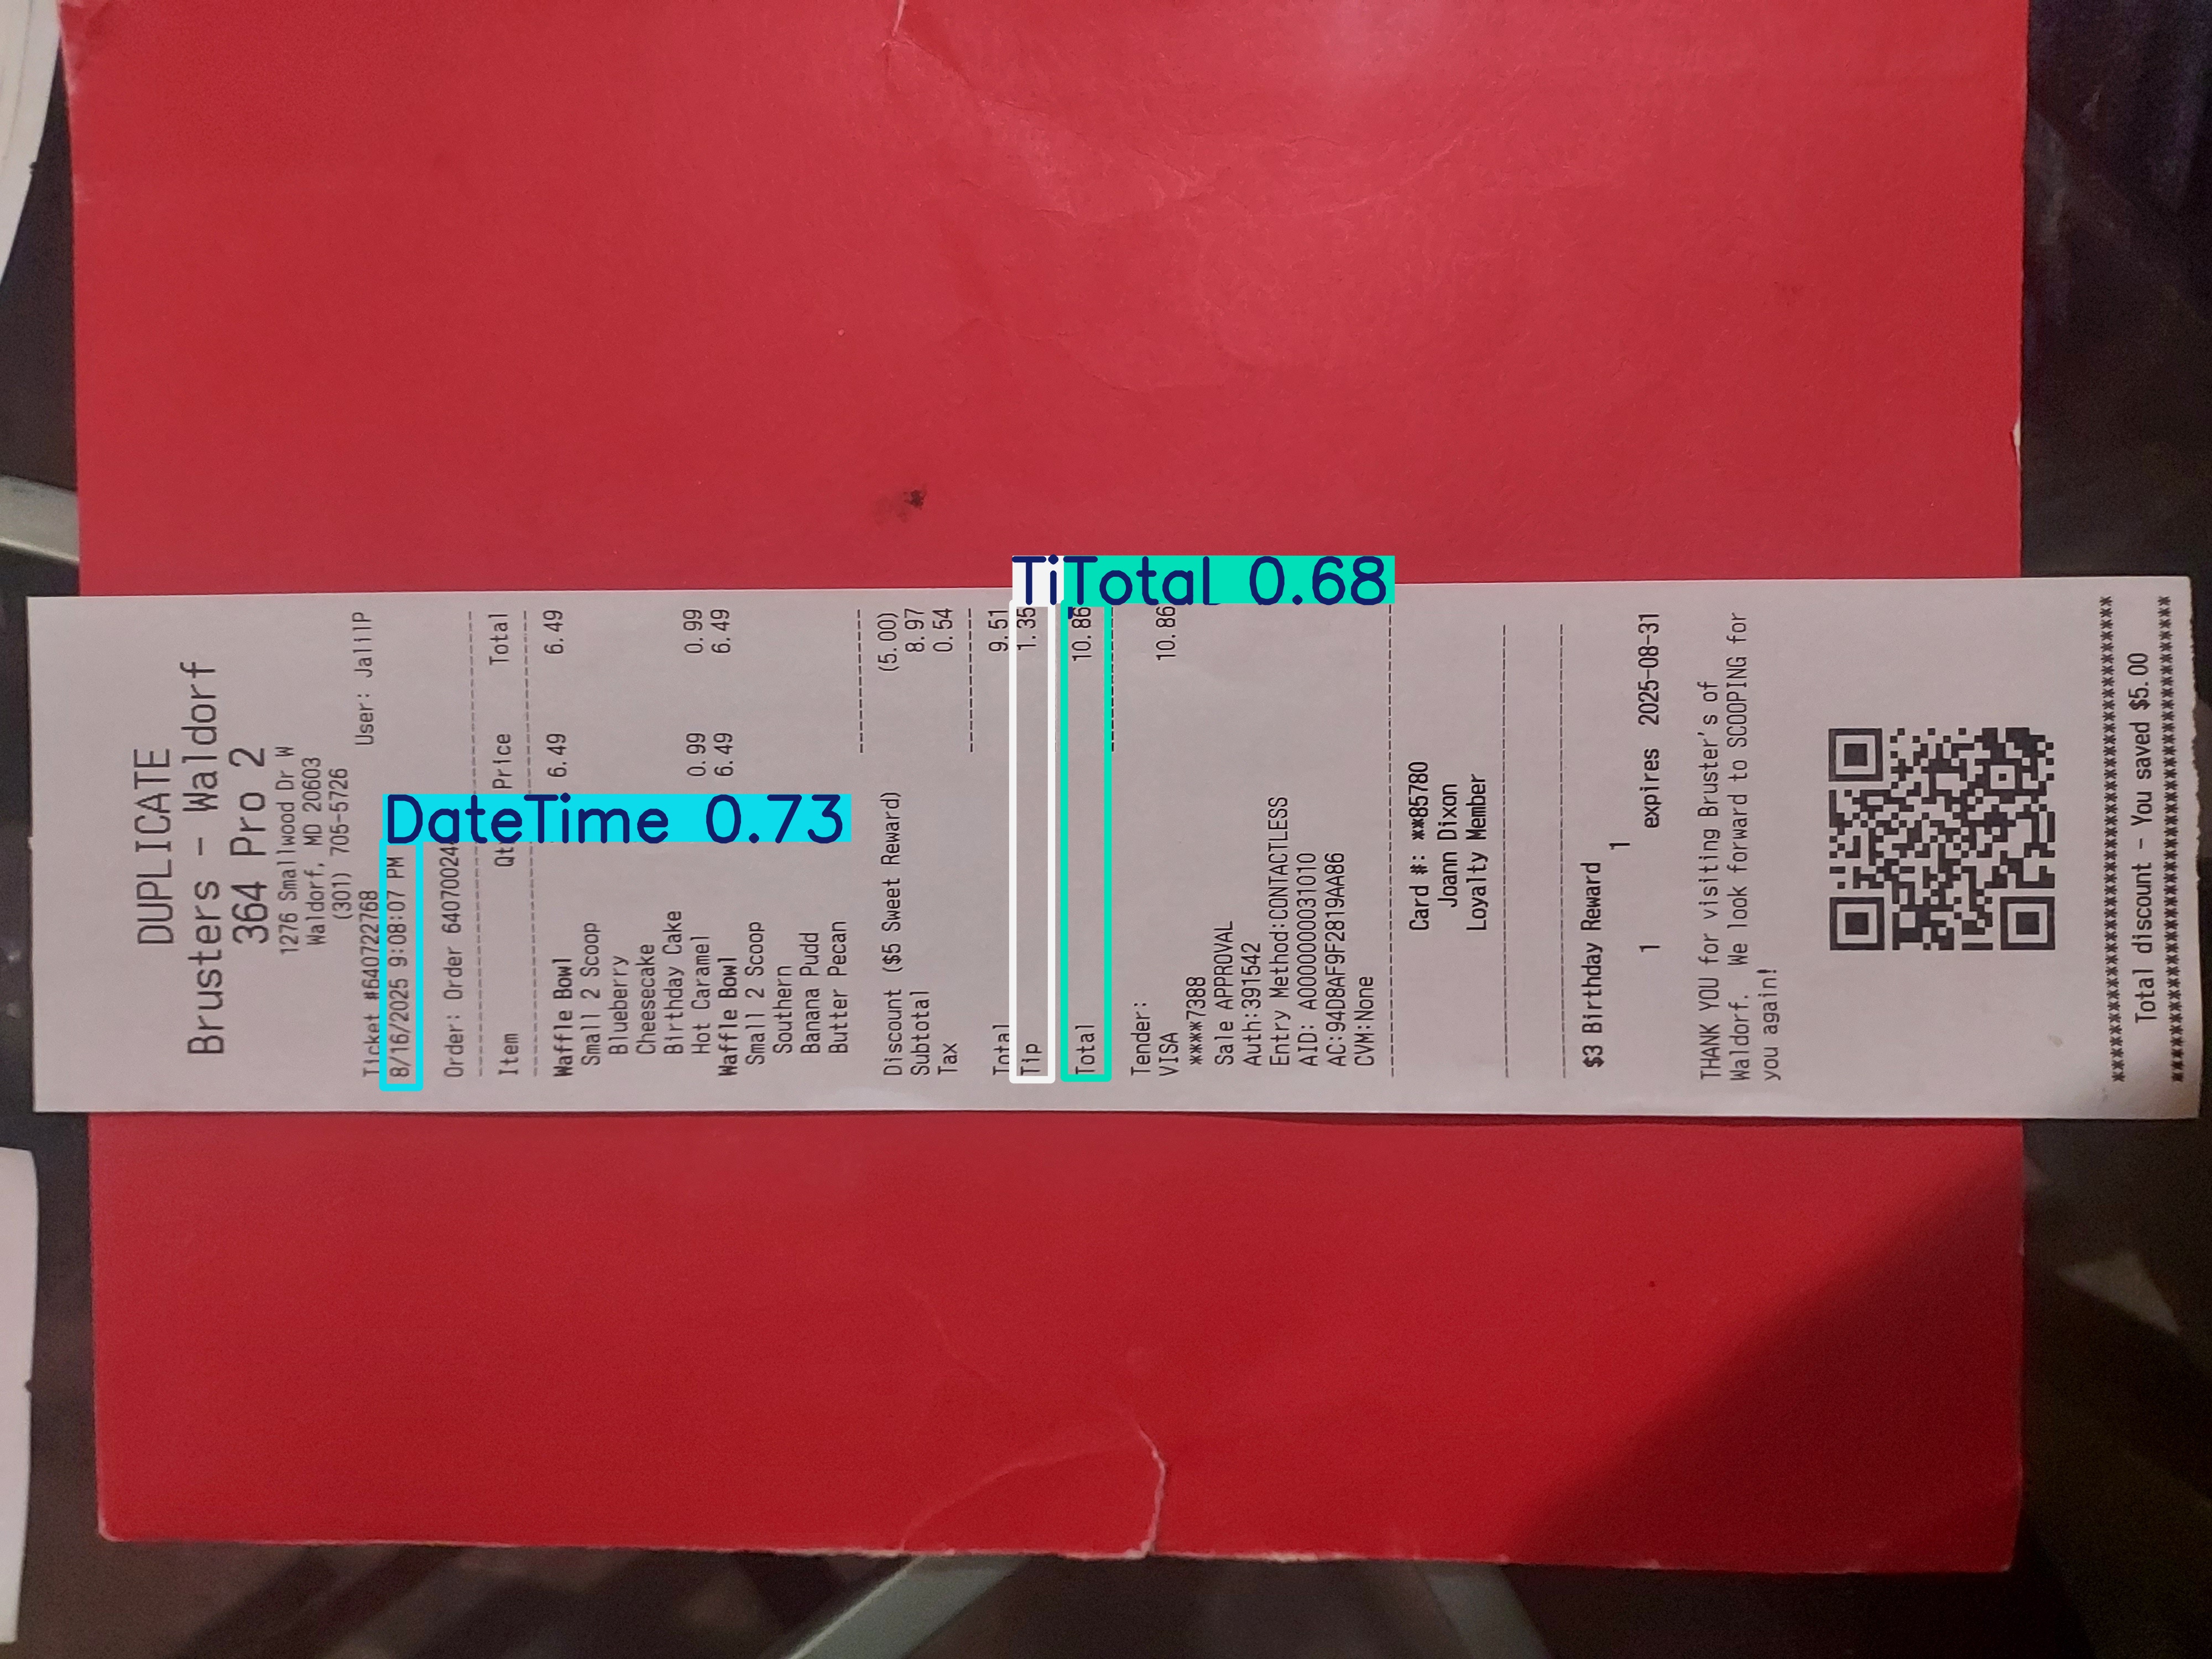 DUPLICATE
Brusters - Waldorf
364 Pro 2
1276 Smallwood Dr W
Waldorf, MD 20603
(301) 705-5726
User: JalilP
Ticket #640722768
8/16/2025 9:08:07 PM
DateTime 0.73
Order: Order 64070024
Item Qt Price Total
Waffle Bowl 6.49 6.49
Small 2 Scoop
Blueberry
Cheesecake
Birthday Cake
Hot Caramel 0.99 0.99
Waffle Bowl 6.49 6.49
Small 2 Scoop
Southern
Banana Pudd
Butter Pecan
Discount ($5 Sweet Reward) (5.00)
Subtotal 8.97
Tax 0.54
Total 9.51
Tip 1.35
Ti
Total 0.68
Total 10.86
Tender:
VISA 10.86
****7388
Sale APPROVAL
Auth:391542
Entry Method:CONTACTLESS
AID: A0000000031010
AC:94D8AF9F2819AA86
CVM:None
Card #: **85780
Joann Dixon
Loyalty Member
$3 Birthday Reward
1
1 1
expires 2025-08-31
THANK YOU for visiting Bruster's of
Waldorf. We look forward to SCOOPING for
you again!
Total discount - You saved $5.00